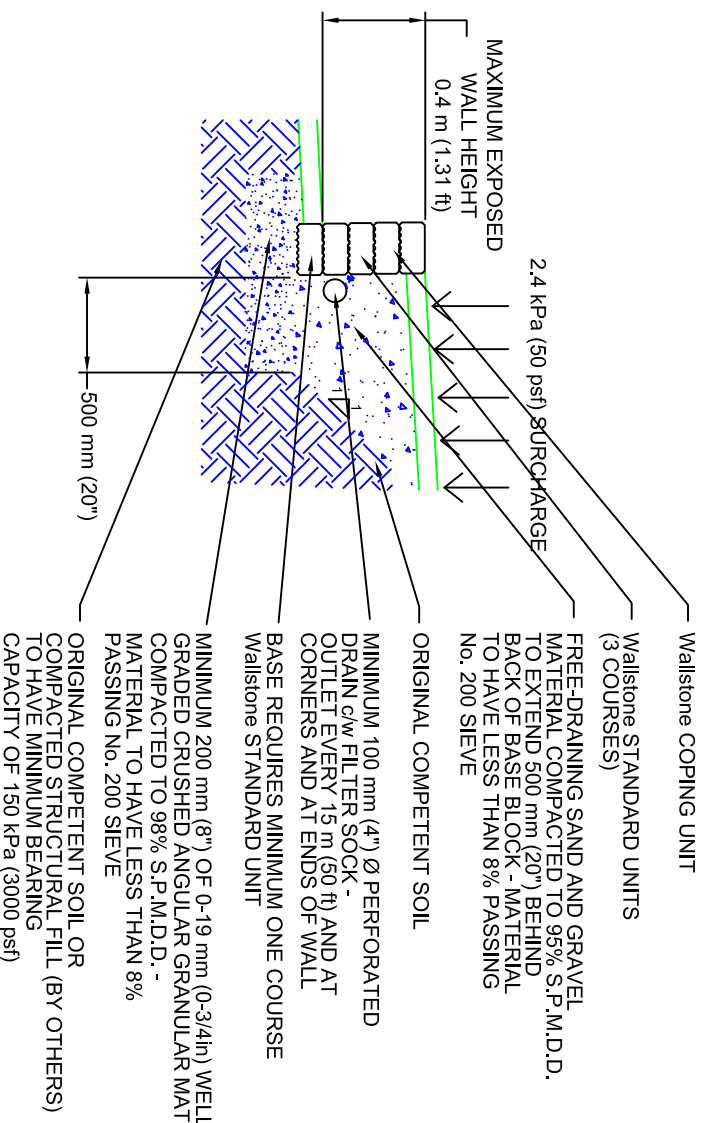 MAXIMUM EXPOSED
WALL HEIGHT
0.4 m (1.31 ft)
2.4 kPa (50 psf) SURCHARGE
1
1
500 mm (20")
Wallstone COPING UNIT
Wallstone STANDARD UNITS
(3 COURSES)
FREE-DRAINING SAND AND GRAVEL
MATERIAL COMPACTED TO 95% S.P.M.D.D.
TO EXTEND 500 mm (20") BEHIND
BACK OF BASE BLOCK - MATERIAL
TO HAVE LESS THAN 8% PASSING
No. 200 SIEVE
ORIGINAL COMPETENT SOIL
MINIMUM 100 mm (4") Ø PERFORATED
DRAIN c/w FILTER SOCK -
OUTLET EVERY 15 m (50 ft) AND AT
CORNERS AND AT ENDS OF WALL
BASE REQUIRES MINIMUM ONE COURSE
Wallstone STANDARD UNIT
MINIMUM 200 mm (8") OF 0-19 mm (0-3/4in) WELL
GRADED CRUSHED ANGULAR GRANULAR MAT
COMPACTED TO 98% S.P.M.D.D. -
MATERIAL TO HAVE LESS THAN 8%
PASSING No. 200 SIEVE
ORIGINAL COMPETENT SOIL OR
COMPACTED STRUCTURAL FILL (BY OTHERS)
TO HAVE MINIMUM BEARING
CAPACITY OF 150 kPa (3000 psf)